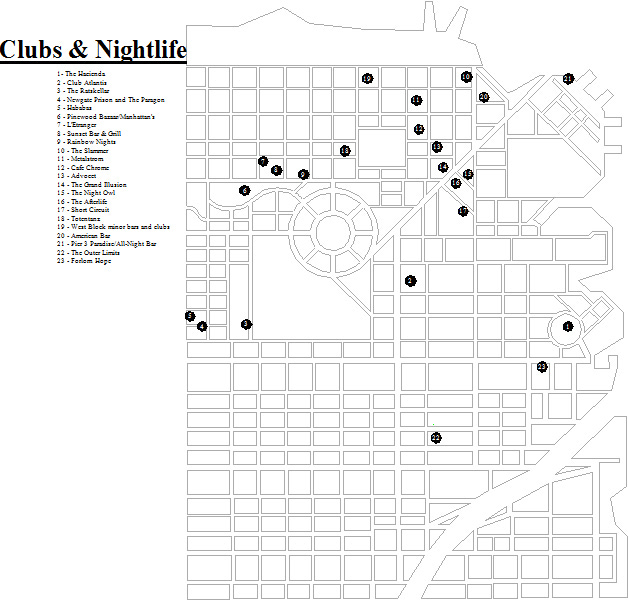 Clubs & Nightlife
1- The Hacienda
2 - Club Atlantis
3 - The Ratskellar
4 - Newgate Prison and The Paragon
5 - Hababas
6 - Pinewood Bazaar/Manhattan's
7 - L'Etranger
8 - Sunset Bar & Grill
9 - Rainbow Nights
10 - The Slammer
11 - Metalstrom
12 - Cafe Chrome
13 - Advocet
14 - The Grand Illusion
15 - The Night Owl
16 - The Afterlife
17 - Short Circuit
18 - Totentanz
19 - West Block minor bars and clubs
20 - American Bar
21 - Pier 3 Paradise/All-Night Bar
22 - The Outer Limits
23 - Forlorn Hope
19
10
21
20
11
12
13
18
7
14
8
9
15
16
6
17
2
5
4
3
1
23
22